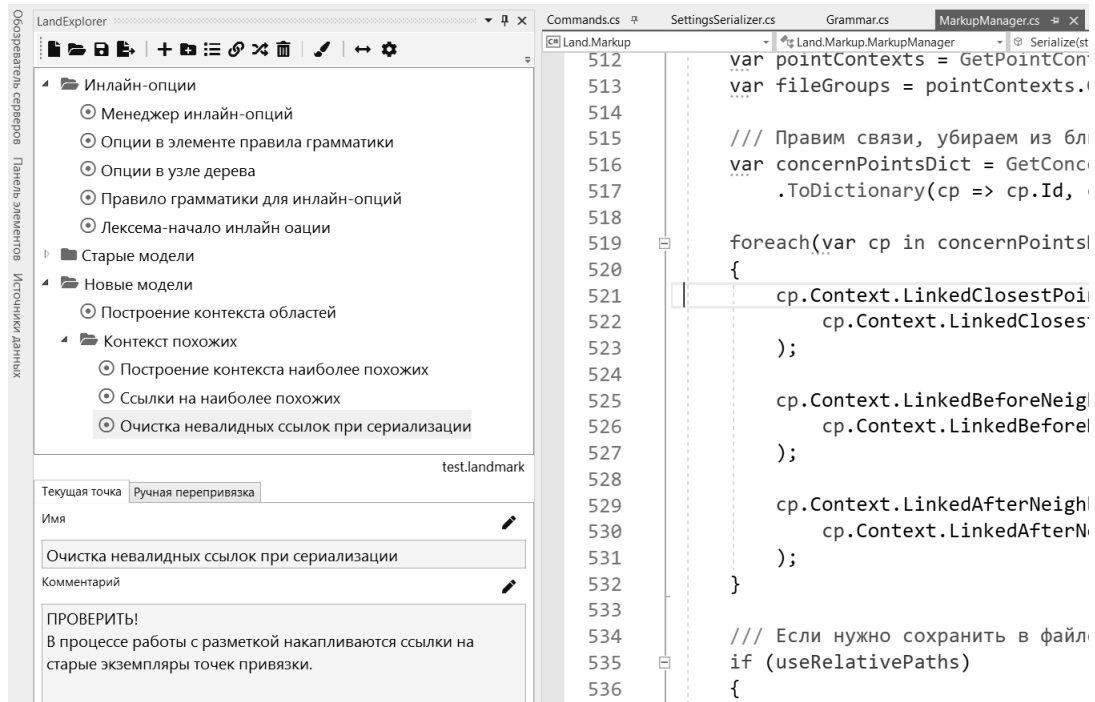 Обозреватель серверов
Панель элементов
Источники данных
LandExplorer
Инлайн-опции
Менеджер инлайн-опций
Опции в элементе правила грамматики
Опции в узле дерева
Правило грамматики для инлайн-опций
Лексема-начало инлайн оации
Старые модели
Новые модели
Построение контекста областей
Контекст похожих
Построение контекста наиболее похожих
Ссылки на наиболее похожих
Очистка невалидных ссылок при сериализации
test.landmark
Текущая точка Ручная перепривязка
Имя
Очистка невалидных ссылок при сериализации
Комментарий
ПРОВЕРИТЬ!
В процессе работы с разметкой накапливаются ссылки на
старые экземпляры точек привязки.
Commands.cs SettingsSerializer.cs Grammar.cs MarkupManager.cs
C# Land.Markup Land.Markup.MarkupManager Serialize(st
512 var pointContexts = GetPointCon
513 var fileGroups = pointContexts.
514
515 /// Правим связи, убираем из бл
516 var concernPointsDict = GetConc
517 .ToDictionary(cp => cp.Id,
518
519 foreach(var cp in concernPoints
520 {
521 cp.Context.LinkedClosestPoi
522 cp.Context.LinkedClosest
523 );
524
525 cp.Context.LinkedBeforeNeig
526 cp.Context.LinkedBefore
527 );
528
529 cp.Context.LinkedAfterNeigh
530 cp.Context.LinkedAfterN
531 );
532 }
533
534 /// Если нужно сохранить в файл
535 if (useRelativePaths)
536 {